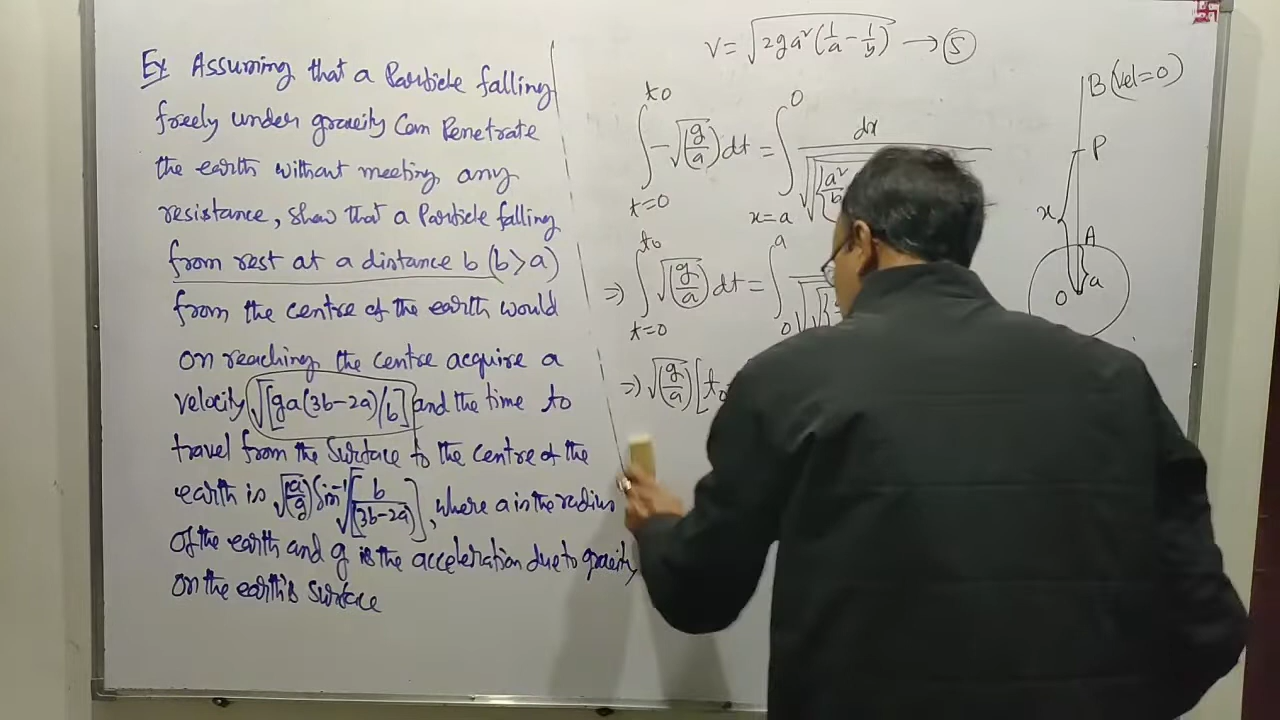 Ex Assuming that a Particle falling
freely under gravity can Penetrate
the earth without meeting any
resistance, show that a Particle falling
from rest at a distance b (b>a)
from the centre of the earth would
on reaching the centre acquire a
velocity √[ga(3b-2a)/b] and the time to
travel from the surface to the centre of the
earth is √(a/g) Sin⁻¹√[b/(3b-2a)], where a is the radius
of the earth and g is the acceleration due to gravity
on the earth's surface
V = √{2ga²(1/a - 1/b)} → ⑤
∫ t=0 t0 -√(g/a) dt = ∫ x=a 0 dx
a²
b
⇒ ∫ t=0 t0 √(g/a) dt = ∫ 0 a
⇒ √(g/a) [t0
B (vel=0)
P
x
A
O a